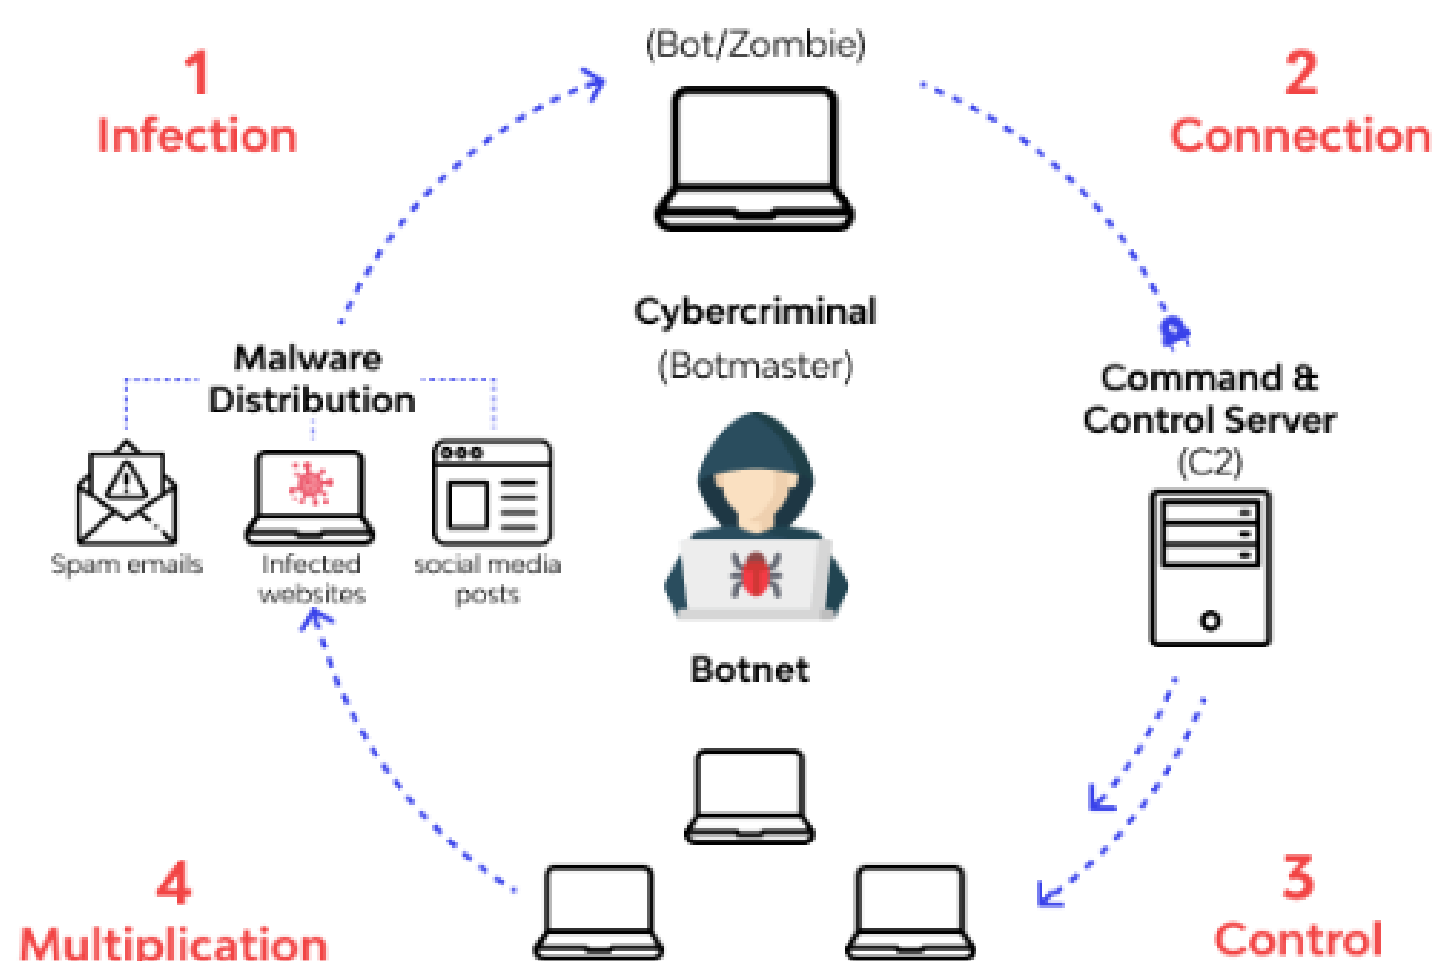 (Bot/Zombie)
1
Infection
2
Connection
Cybercriminal
(Botmaster)
Malware
Distribution
Command &
Control Server
(C2)
Spam emails
Infected
websites
social media
posts
Botnet
4
Multiplication
3
Control